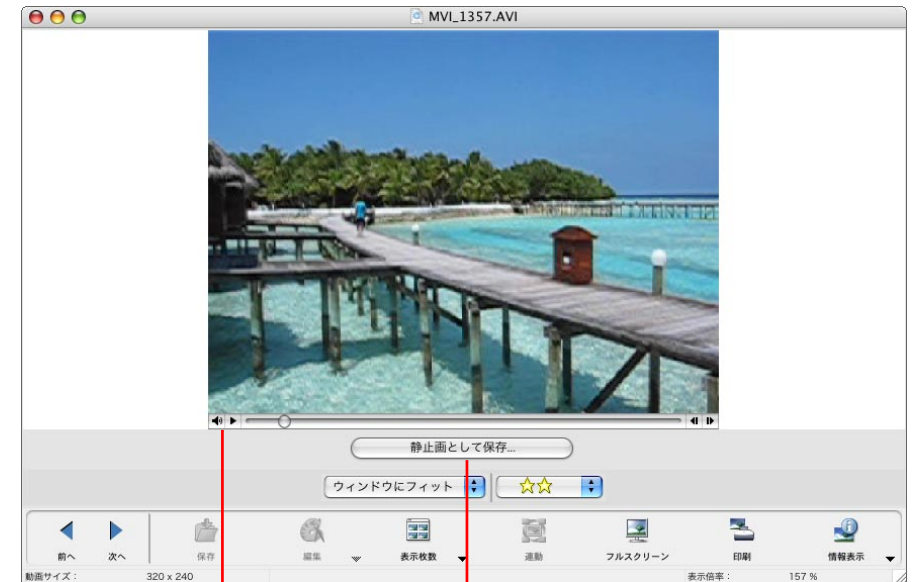 MVI_1357.AVI
静止画として保存...
ウィンドウにフィット
前へ 次へ 保存 編集 表示枚数 連動 フルスクリーン 印刷 情報表示
動画サイズ： 320 x 240 表示倍率： 157 %